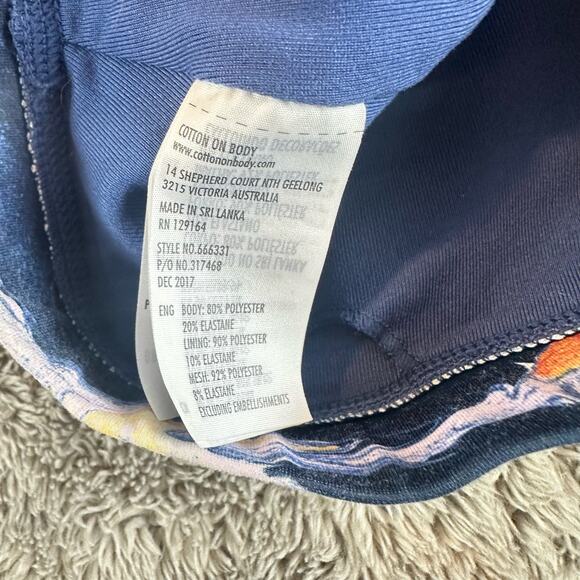 COTTON ON BODY
www.cottononbody.com
14 SHEPHERD COURT NTH GEELONG
3215 VICTORIA AUSTRALIA
MADE IN SRI LANKA
RN 129164
STYLE NO.666331
P/O NO.317468
DEC 2017
ENG BODY: 80% POLYESTER
20% ELASTANE
LINING: 90% POLYESTER
10% ELASTANE
MESH: 92% POLYESTER
8% ELASTANE
EXCLUDING EMBELLISHMENTS